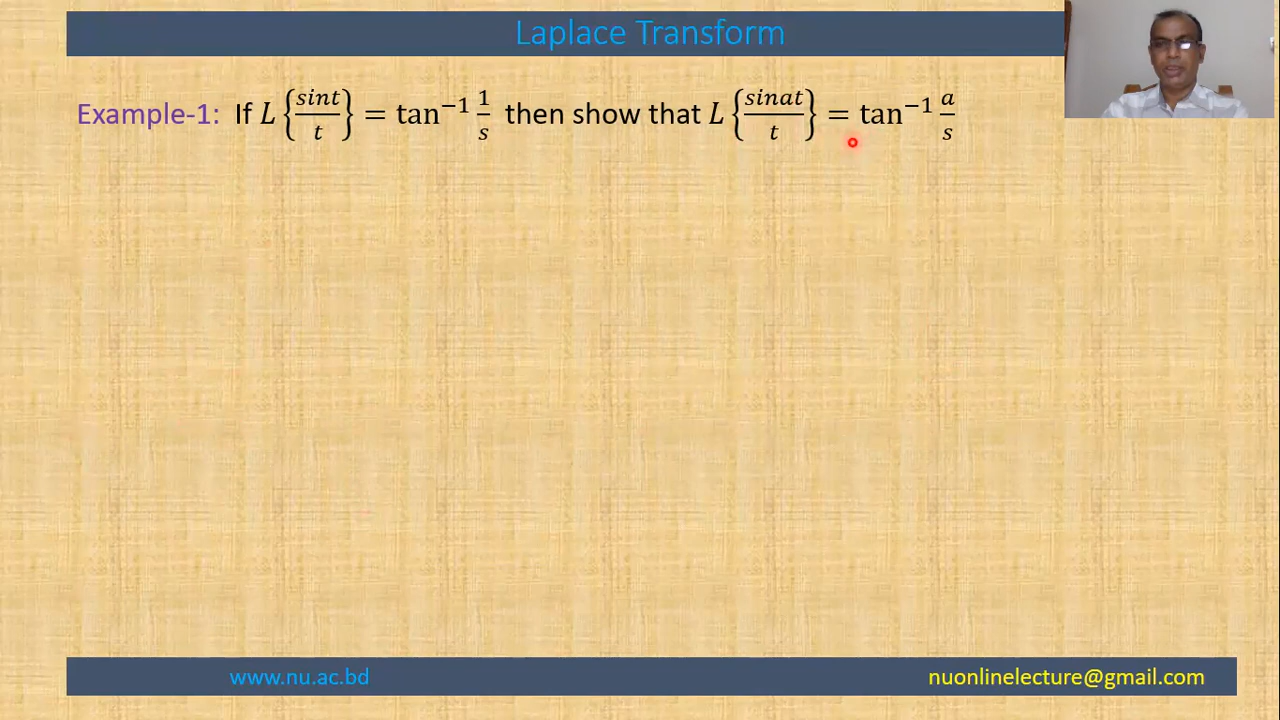 Laplace Transform
Example-1: If L {sint/t} = tan⁻¹ 1/s then show that L {sinat/t} = tan⁻¹ a/s
www.nu.ac.bd nuonlinelecture@gmail.com